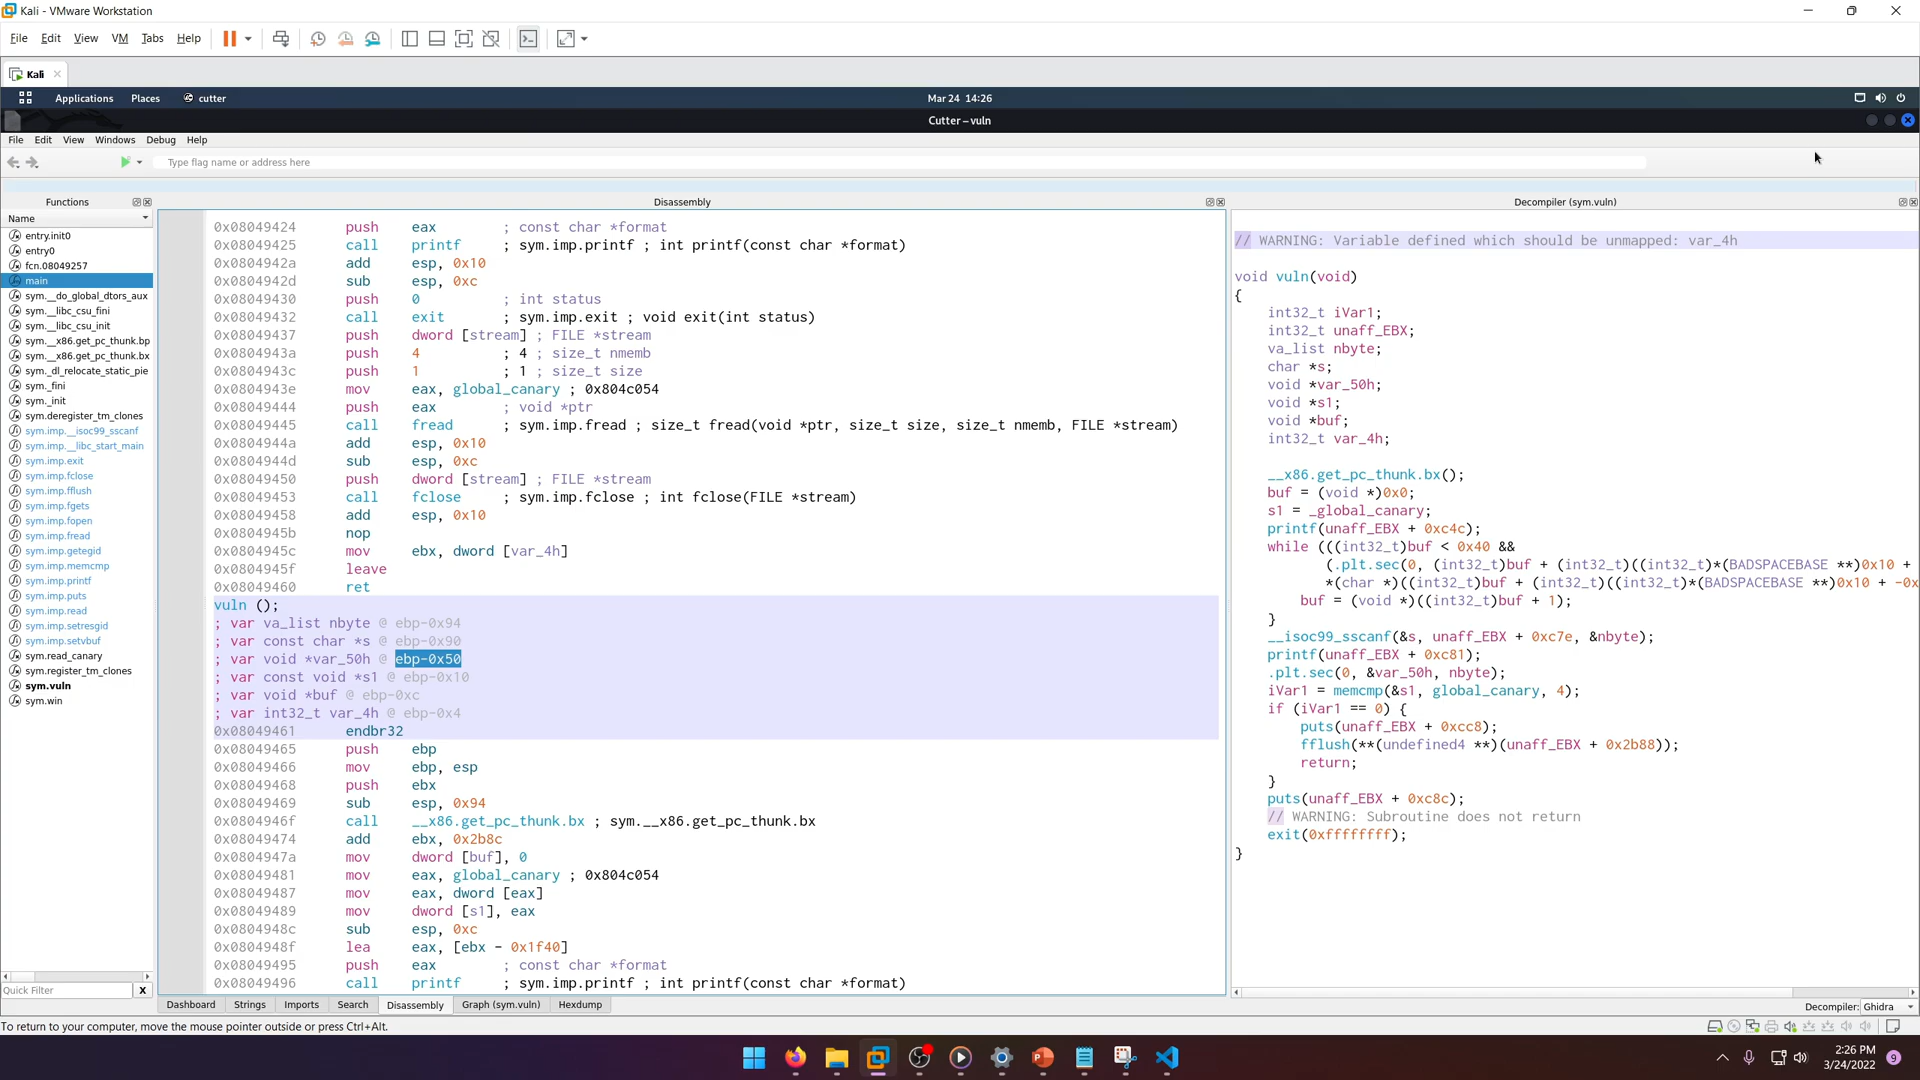 Kali - VMware Workstation
File Edit View VM Tabs Help
Kali
Applications Places cutter Mar 24 14:26
Cutter – vuln
File Edit View Windows Debug Help
Type flag name or address here
Functions
Name
entry.init0
entry0
fcn.08049257
main
sym.__do_global_dtors_aux
sym.__libc_csu_fini
sym.__libc_csu_init
sym.__x86.get_pc_thunk.bp
sym.__x86.get_pc_thunk.bx
sym._dl_relocate_static_pie
sym._fini
sym._init
sym.deregister_tm_clones
sym.imp.__isoc99_sscanf
sym.imp.__libc_start_main
sym.imp.exit
sym.imp.fclose
sym.imp.fflush
sym.imp.fgets
sym.imp.fopen
sym.imp.fread
sym.imp.getegid
sym.imp.memcmp
sym.imp.printf
sym.imp.puts
sym.imp.read
sym.imp.setresgid
sym.imp.setvbuf
sym.read_canary
sym.register_tm_clones
sym.vuln
sym.win
Quick Filter X
Disassembly
0x08049424 push eax ; const char *format
0x08049425 call printf ; sym.imp.printf ; int printf(const char *format)
0x0804942a add esp, 0x10
0x0804942d sub esp, 0xc
0x08049430 push 0 ; int status
0x08049432 call exit ; sym.imp.exit ; void exit(int status)
0x08049437 push dword [stream] ; FILE *stream
0x0804943a push 4 ; 4 ; size_t nmemb
0x0804943c push 1 ; 1 ; size_t size
0x0804943e mov eax, global_canary ; 0x804c054
0x08049444 push eax ; void *ptr
0x08049445 call fread ; sym.imp.fread ; size_t fread(void *ptr, size_t size, size_t nmemb, FILE *stream)
0x0804944a add esp, 0x10
0x0804944d sub esp, 0xc
0x08049450 push dword [stream] ; FILE *stream
0x08049453 call fclose ; sym.imp.fclose ; int fclose(FILE *stream)
0x08049458 add esp, 0x10
0x0804945b nop
0x0804945c mov ebx, dword [var_4h]
0x0804945f leave
0x08049460 ret
vuln ();
; var va_list nbyte @ ebp-0x94
; var const char *s @ ebp-0x90
; var void *var_50h @ ebp-0x50
; var const void *s1 @ ebp-0x10
; var void *buf @ ebp-0xc
; var int32_t var_4h @ ebp-0x4
0x08049461 endbr32
0x08049465 push ebp
0x08049466 mov ebp, esp
0x08049468 push ebx
0x08049469 sub esp, 0x94
0x0804946f call __x86.get_pc_thunk.bx ; sym.__x86.get_pc_thunk.bx
0x08049474 add ebx, 0x2b8c
0x0804947a mov dword [buf], 0
0x08049481 mov eax, global_canary ; 0x804c054
0x08049487 mov eax, dword [eax]
0x08049489 mov dword [s1], eax
0x0804948c sub esp, 0xc
0x0804948f lea eax, [ebx - 0x1f40]
0x08049495 push eax ; const char *format
0x08049496 call printf ; sym.imp.printf ; int printf(const char *format)
Dashboard Strings Imports Search Disassembly Graph (sym.vuln) Hexdump
Decompiler (sym.vuln)
// WARNING: Variable defined which should be unmapped: var_4h
void vuln(void)
{
int32_t iVar1;
int32_t unaff_EBX;
va_list nbyte;
char *s;
void *var_50h;
void *s1;
void *buf;
int32_t var_4h;
__x86.get_pc_thunk.bx();
buf = (void *)0x0;
s1 = _global_canary;
printf(unaff_EBX + 0xc4c);
while (((int32_t)buf < 0x40 &&
(.plt.sec(0, (int32_t)buf + (int32_t)((int32_t)*(BADSPACEBASE **)0x10 +
*(char *)((int32_t)buf + (int32_t)((int32_t)*(BADSPACEBASE **)0x10 + -0x
buf = (void *)((int32_t)buf + 1);
}
__isoc99_sscanf(&s, unaff_EBX + 0xc7e, &nbyte);
printf(unaff_EBX + 0xc81);
.plt.sec(0, &var_50h, nbyte);
iVar1 = memcmp(&s1, global_canary, 4);
if (iVar1 == 0) {
puts(unaff_EBX + 0xcc8);
fflush(**(undefined4 **)(unaff_EBX + 0x2b88));
return;
}
puts(unaff_EBX + 0xc8c);
// WARNING: Subroutine does not return
exit(0xffffffff);
}
Decompiler: Ghidra
To return to your computer, move the mouse pointer outside or press Ctrl+Alt.
2:26 PM
3/24/2022
9